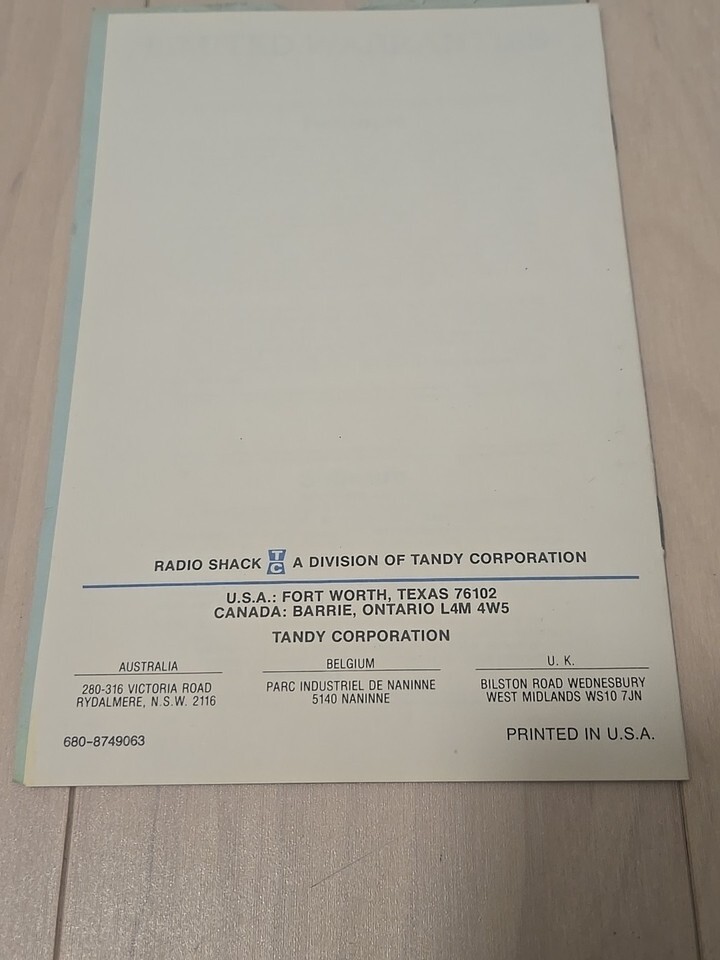 RADIO SHACK TC A DIVISION OF TANDY CORPORATION
U.S.A.: FORT WORTH, TEXAS 76102
CANADA: BARRIE, ONTARIO L4M 4W5
TANDY CORPORATION
AUSTRALIA
280-316 VICTORIA ROAD
RYDALMERE, N.S.W. 2116
BELGIUM
PARC INDUSTRIEL DE NANINNE
5140 NANINNE
U. K.
BILSTON ROAD WEDNESBURY
WEST MIDLANDS WS10 7JN
680-8749063
PRINTED IN U.S.A.